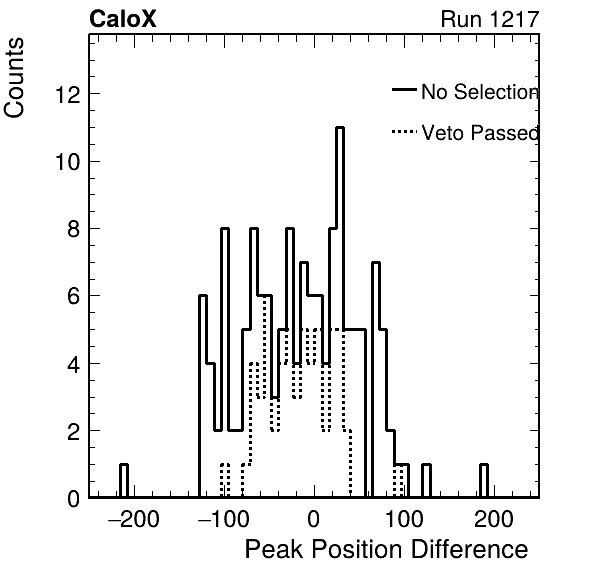 CaloX Run 1217
Counts
No Selection
Veto Passed
12
10
8
6
4
2
0
−200 −100 0 100 200
Peak Position Difference